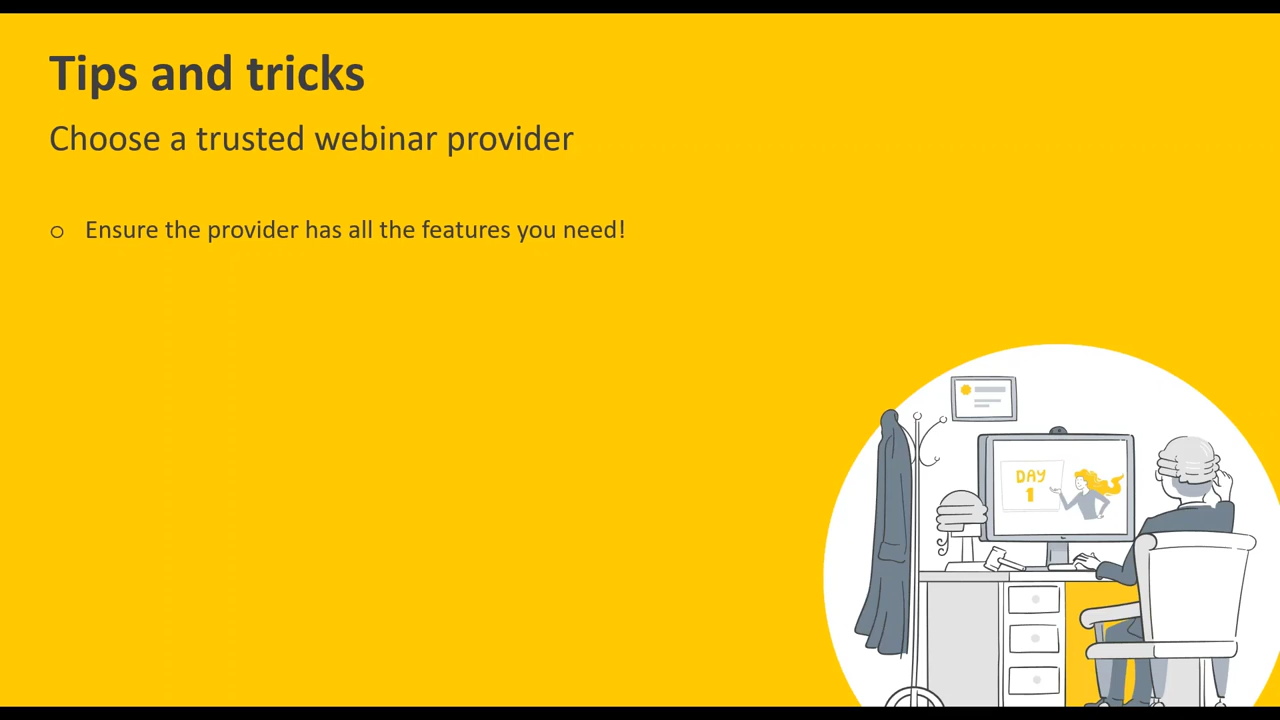 Tips and tricks
Choose a trusted webinar provider
o Ensure the provider has all the features you need!
DAY
1